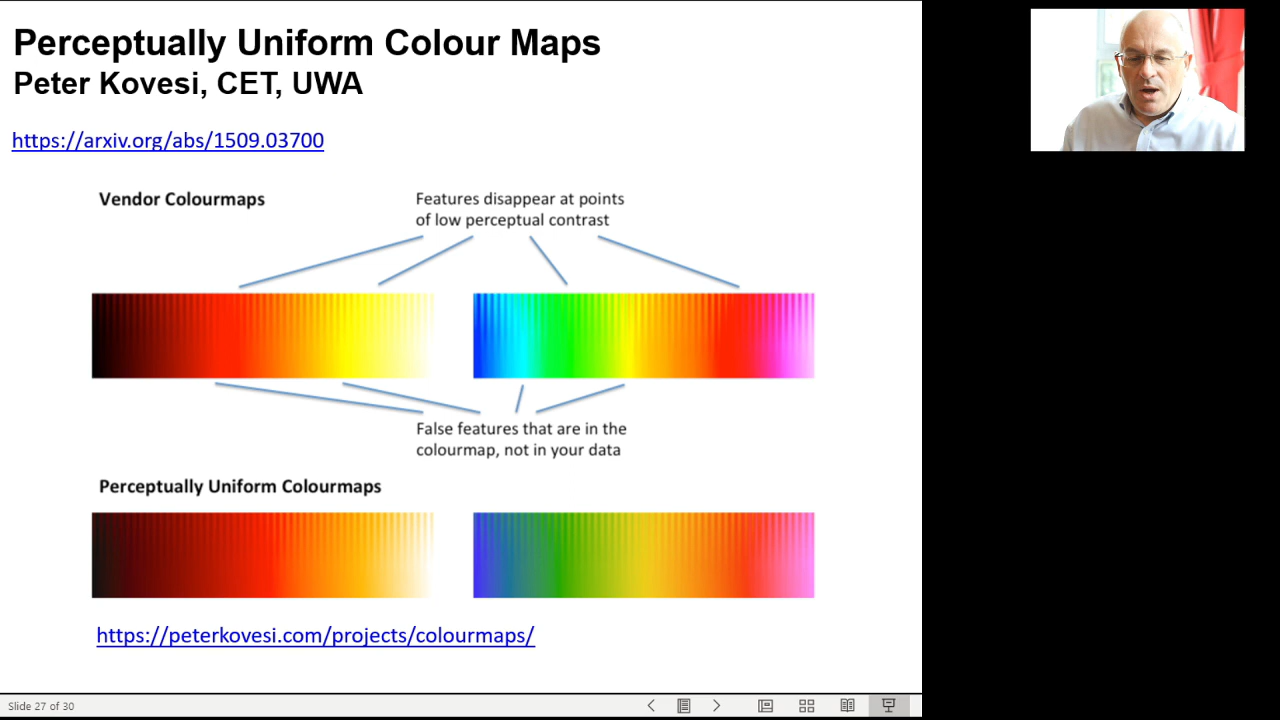 Perceptually Uniform Colour Maps
Peter Kovesi, CET, UWA
https://arxiv.org/abs/1509.03700
Vendor Colourmaps
Features disappear at points
of low perceptual contrast
False features that are in the
colourmap, not in your data
Perceptually Uniform Colourmaps
https://peterkovesi.com/projects/colourmaps/
Slide 27 of 30